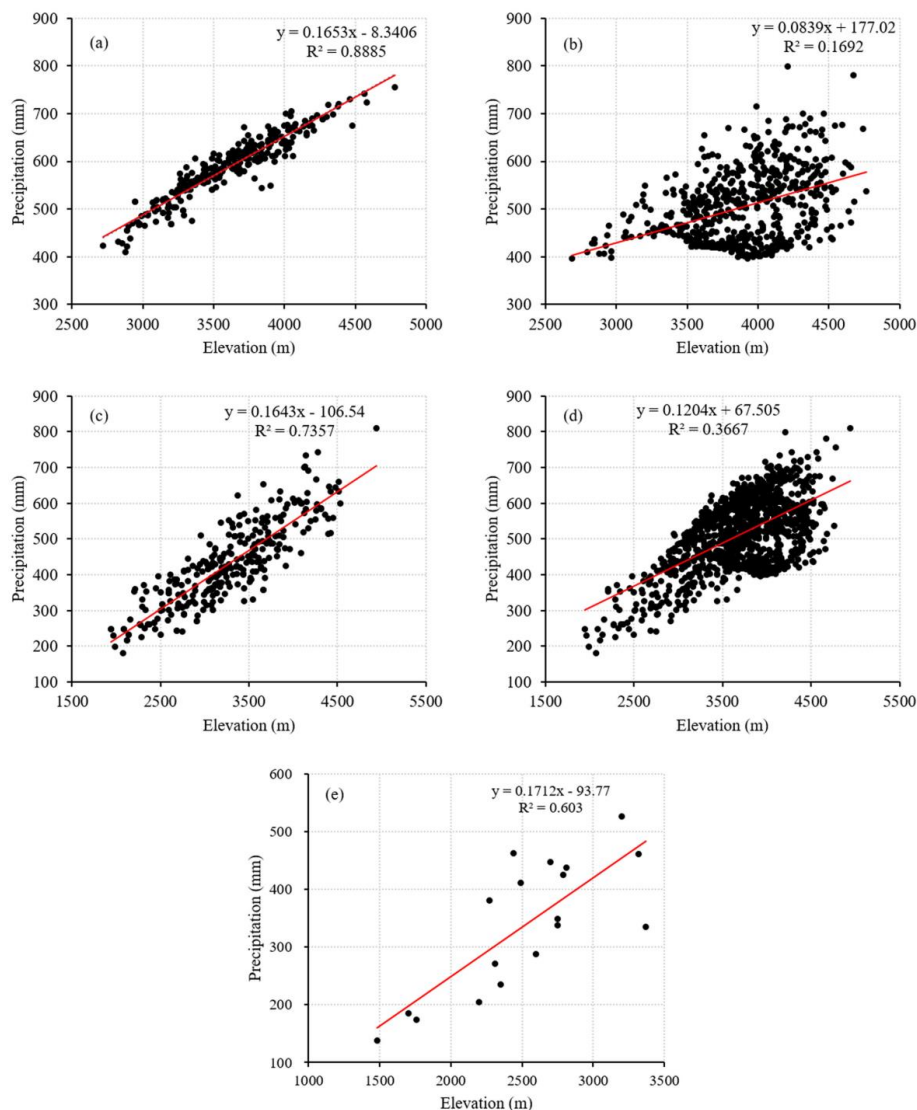 900
800
700
600
500
400
300
Precipitation (mm)
(a)
y = 0.1653x - 8.3406
R² = 0.8885
2500 3000 3500 4000 4500 5000
Elevation (m)
900
800
700
600
500
400
300
Precipitation (mm)
(b)
y = 0.0839x + 177.02
R² = 0.1692
2500 3000 3500 4000 4500 5000
Elevation (m)
900
800
700
600
500
400
300
200
100
Precipitation (mm)
(c)
y = 0.1643x - 106.54
R² = 0.7357
1500 2500 3500 4500 5500
Elevation (m)
900
800
700
600
500
400
300
200
100
Precipitation (mm)
(d)
y = 0.1204x + 67.505
R² = 0.3667
1500 2500 3500 4500 5500
Elevation (m)
600
500
400
300
200
100
Precipitation (mm)
(e)
y = 0.1712x - 93.77
R² = 0.603
1000 1500 2000 2500 3000 3500
Elevation (m)